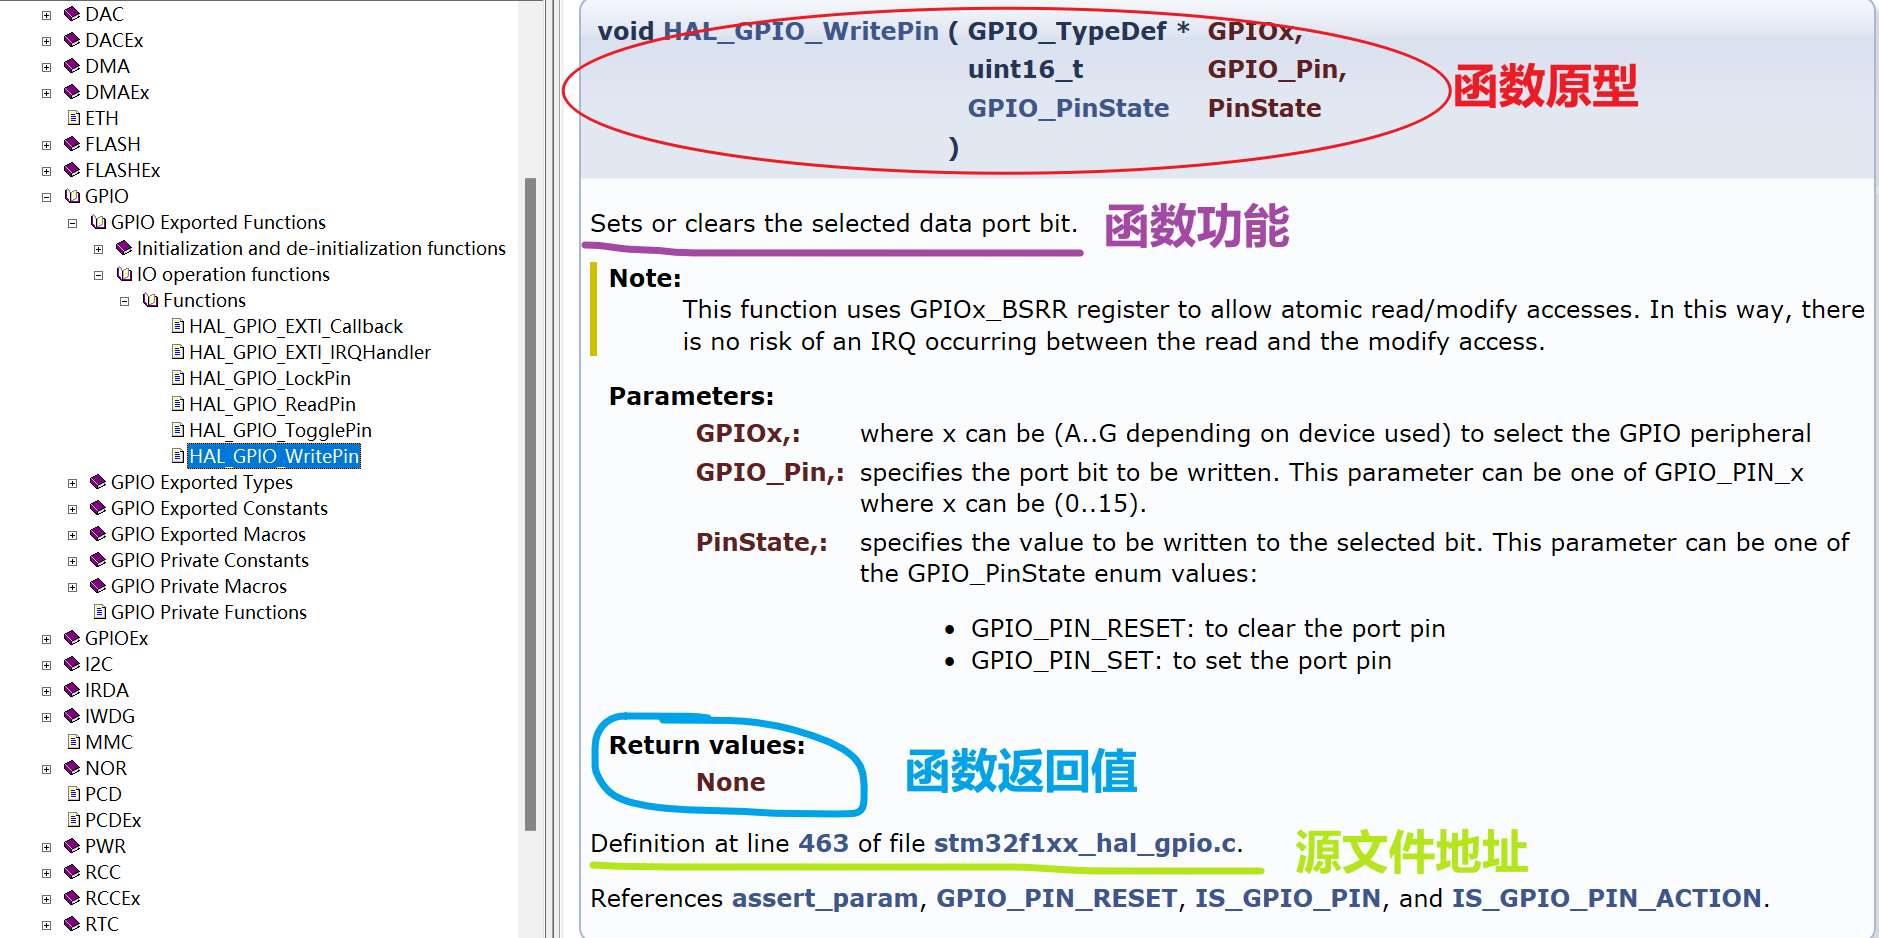 DAC
DACEx
DMA
DMAEx
ETH
FLASH
FLASHEx
GPIO
GPIO Exported Functions
Initialization and de-initialization functions
IO operation functions
Functions
HAL_GPIO_EXTI_Callback
HAL_GPIO_EXTI_IRQHandler
HAL_GPIO_LockPin
HAL_GPIO_ReadPin
HAL_GPIO_TogglePin
HAL_GPIO_WritePin
GPIO Exported Types
GPIO Exported Constants
GPIO Exported Macros
GPIO Private Constants
GPIO Private Macros
GPIO Private Functions
GPIOEx
I2C
IRDA
IWDG
MMC
NOR
PCD
PCDEx
PWR
RCC
RCCEx
RTC
void HAL_GPIO_WritePin ( GPIO_TypeDef * GPIOx,
uint16_t GPIO_Pin,
GPIO_PinState PinState
)
函数原型
Sets or clears the selected data port bit.
函数功能
Note:
This function uses GPIOx_BSRR register to allow atomic read/modify accesses. In this way, there
is no risk of an IRQ occurring between the read and the modify access.
Parameters:
GPIOx,: where x can be (A..G depending on device used) to select the GPIO peripheral
GPIO_Pin,: specifies the port bit to be written. This parameter can be one of GPIO_PIN_x
where x can be (0..15).
PinState,: specifies the value to be written to the selected bit. This parameter can be one of
the GPIO_PinState enum values:
• GPIO_PIN_RESET: to clear the port pin
• GPIO_PIN_SET: to set the port pin
Return values:
None
函数返回值
Definition at line 463 of file stm32f1xx_hal_gpio.c.
源文件地址
References assert_param, GPIO_PIN_RESET, IS_GPIO_PIN, and IS_GPIO_PIN_ACTION.